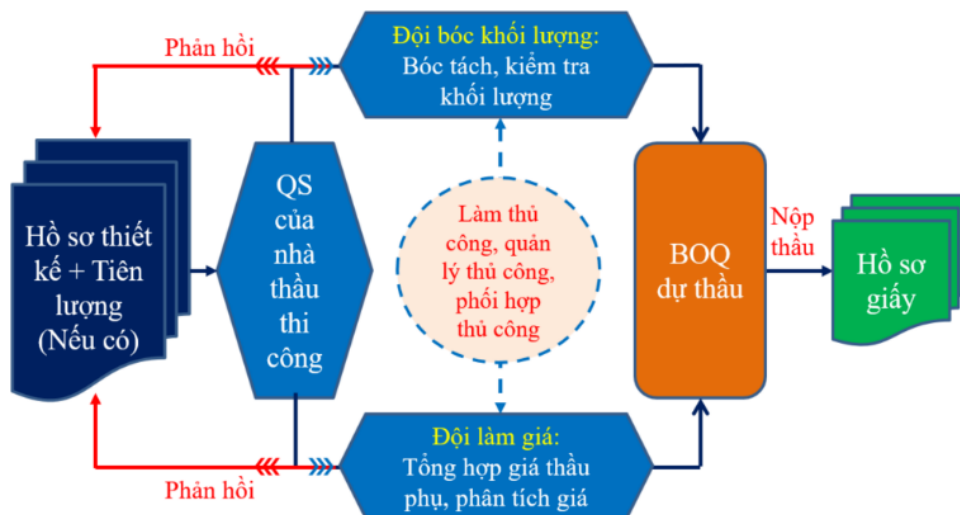 Phản hồi
Đội bóc khối lượng:
Bóc tách, kiểm tra
khối lượng
Hồ sơ thiết
kế + Tiên
lượng
(Nếu có)
QS
của
nhà
thầu
thi
công
Làm thủ
công, quản
lý thủ công,
phối hợp
thủ công
BOQ
dự thầu
Nộp
thầu
Hồ sơ
giấy
Phản hồi
Đội làm giá:
Tổng hợp giá thầu
phụ, phân tích giá